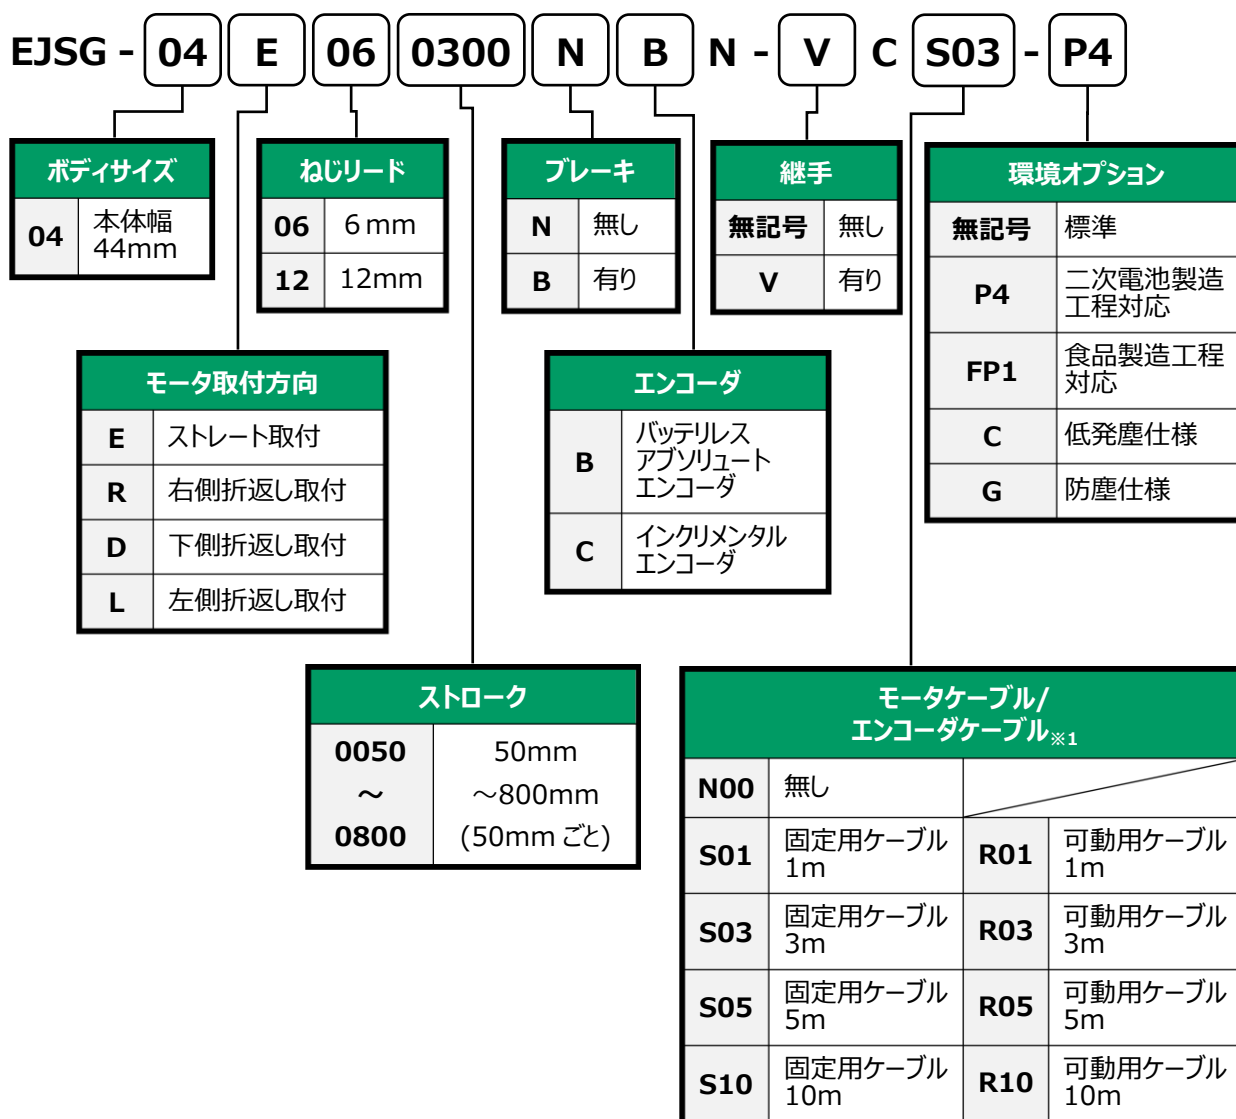 EJSG - 04 E 06 0300 N B N - V C S03 - P4
ボディサイズ
04 本体幅
44mm
ねじリード
06 6mm
12 12mm
ブレーキ
N 無し
B 有り
継手
無記号 無し
V 有り
環境オプション
無記号 標準
P4 二次電池製造
工程対応
FP1 食品製造工程
対応
C 低発塵仕様
G 防塵仕様
モータ取付方向
E ストレート取付
R 右側折返し取付
D 下側折返し取付
L 左側折返し取付
エンコーダ
B バッテリレス
アブソリュート
エンコーダ
C インクリメンタル
エンコーダ
ストローク
0050 50mm
～ ～800mm
0800 (50mm ごと)
モータケーブル/
エンコーダケーブル※1
N00 無し
S01 固定用ケーブル
1m
R01 可動用ケーブル
1m
S03 固定用ケーブル
3m
R03 可動用ケーブル
3m
S05 固定用ケーブル
5m
R05 可動用ケーブル
5m
S10 固定用ケーブル
10m
R10 可動用ケーブル
10m